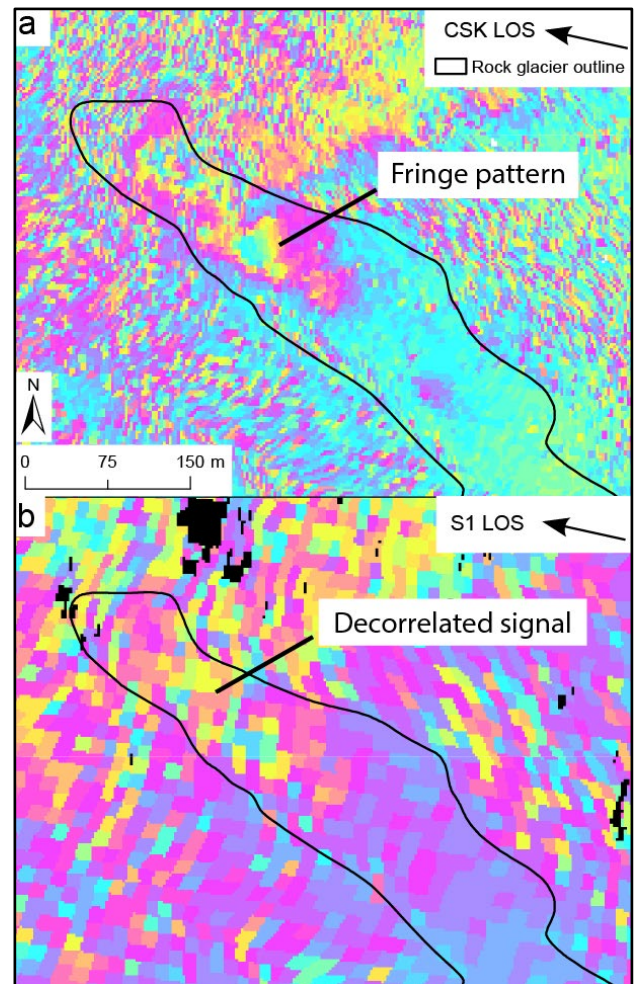 a
CSK LOS
Rock glacier outline
Fringe pattern
N
0 75 150 m
b
S1 LOS
Decorrelated signal